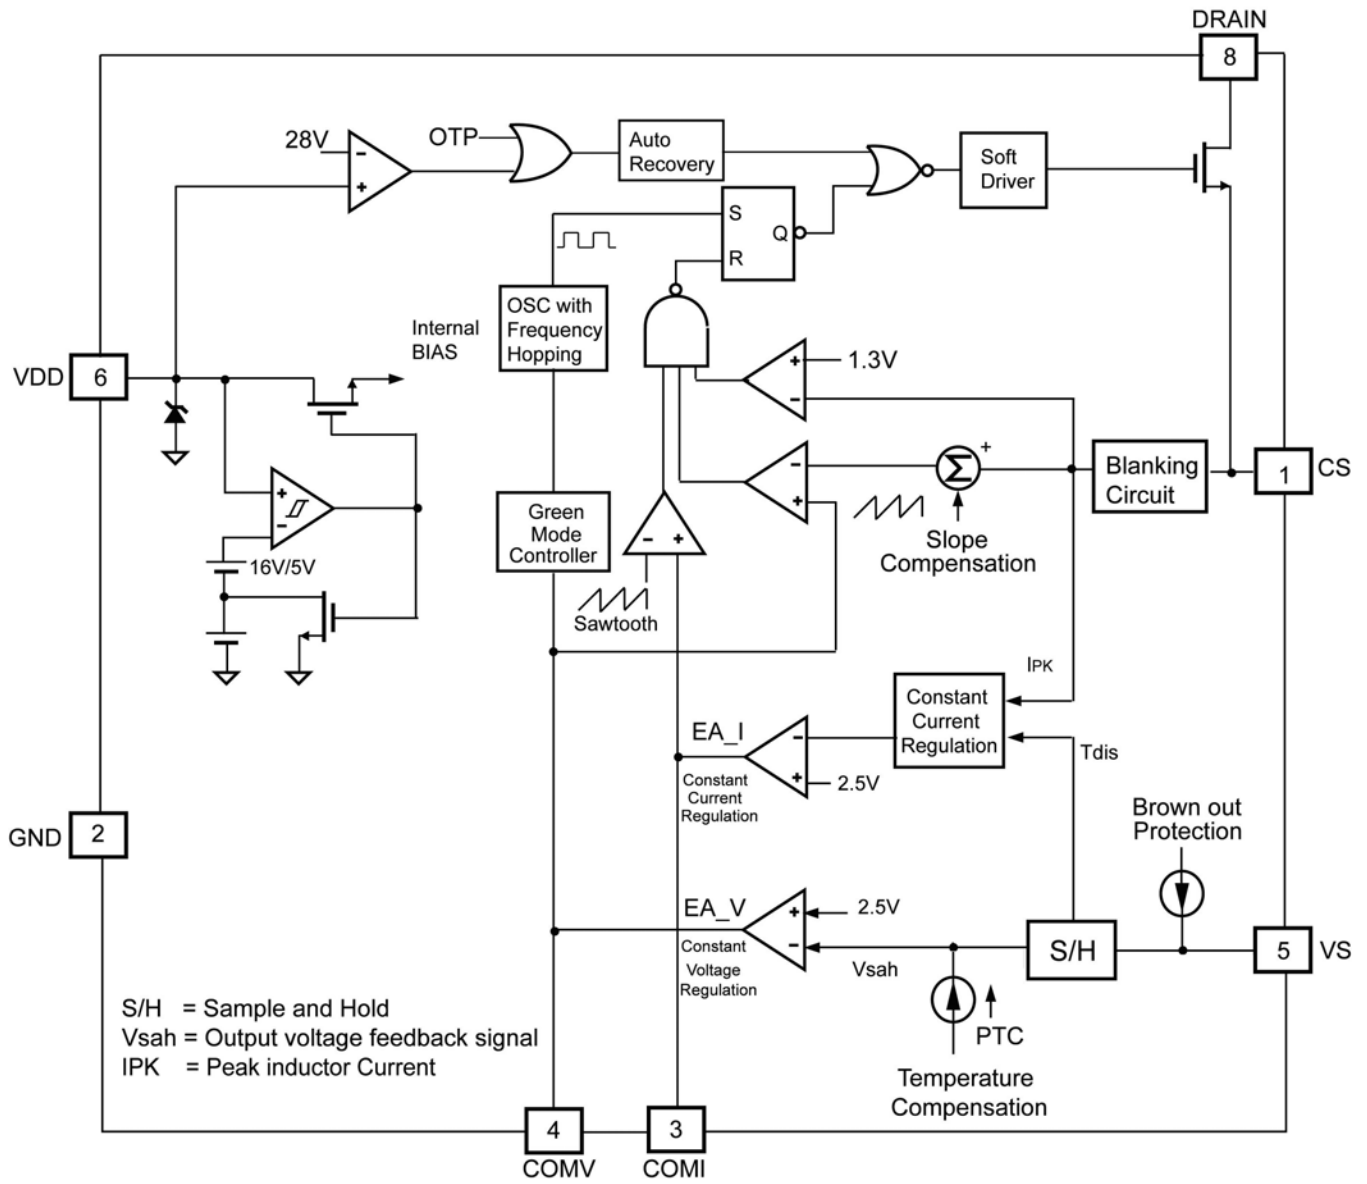 DRAIN
8
28V
OTP
Auto
Recovery
Soft
Driver
S
Q
R
OSC with
Frequency
Hopping
Internal
BIAS
VDD
6
1.3V
Σ
+
Blanking
Circuit
1
CS
Green
Mode
Controller
16V/5V
Slope
Compensation
Sawtooth
IPK
Constant
Current
Regulation
EA_I
Tdis
Constant
Current
Regulation
2.5V
Brown out
Protection
GND
2
EA_V
2.5V
Constant
Voltage
Regulation
Vsah
S/H
5
VS
PTC
Temperature
Compensation
S/H = Sample and Hold
Vsah = Output voltage feedback signal
IPK = Peak inductor Current
4
COMV
3
COMI